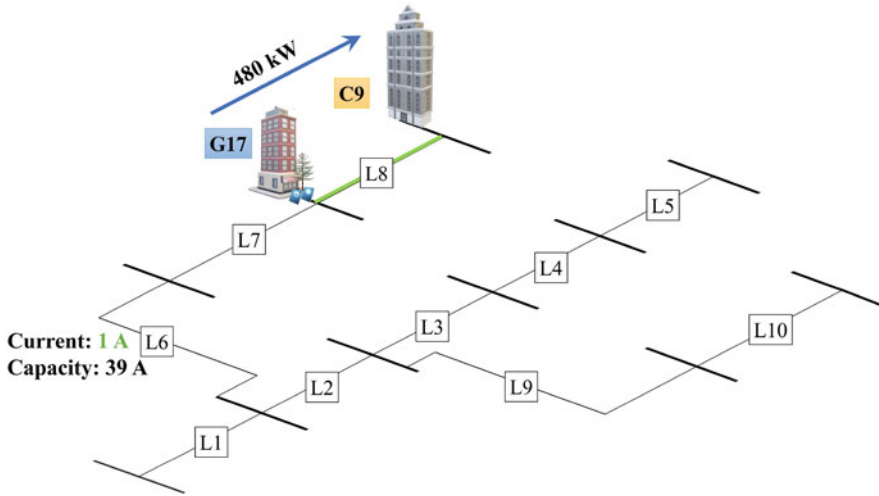 480 kW
C9
G17
L8
L5
L7
L4
L10
L3
Current: 1 A
Capacity: 39 A
L6
L2
L9
L1